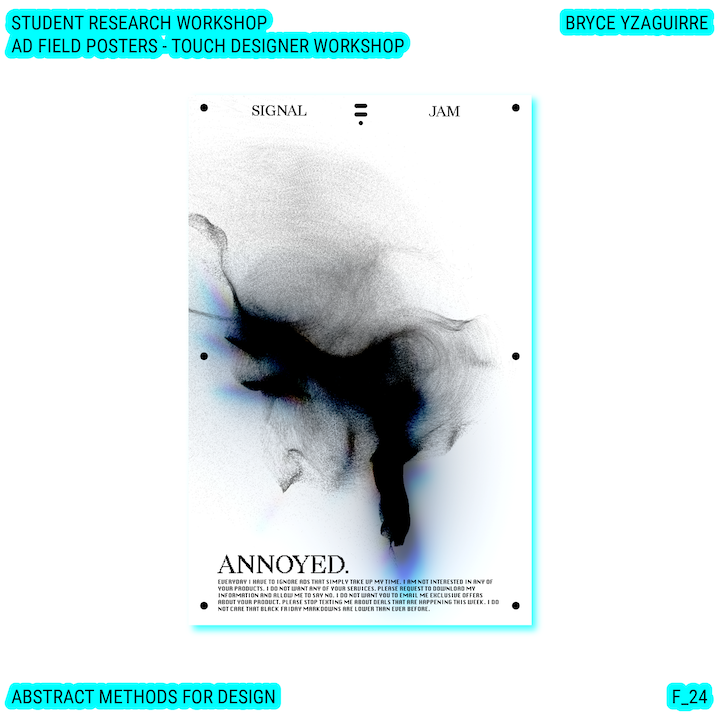 STUDENT RESEARCH WORKSHOP
BRYCE YZAGUIRRE
AD FIELD POSTERS - TOUCH DESIGNER WORKSHOP
SIGNAL
JAM
ANNOYED.
EVERYDAY I HAVE TO IGNORE ADS THAT SIMPLY TAKE UP MY TIME. I AM NOT INTERESTED IN ANY OF
YOUR PRODUCTS. I DO NOT WANT ANY OF YOUR SERVICES. PLEASE REQUEST TO DOWNLOAD MY
INFORMATION AND ALLOW ME TO SAY NO. I DO NOT WANT YOU TO EMAIL ME EXCLUSIVE OFFERS
ABOUT YOUR PRODUCT. PLEASE STOP TEXTING ME ABOUT DEALS THAT ARE HAPPENING THIS WEEK. I DO
NOT CARE THAT BLACK FRIDAY MARKDOWNS ARE LOWER THAN EVER BEFORE.
ABSTRACT METHODS FOR DESIGN
F_24